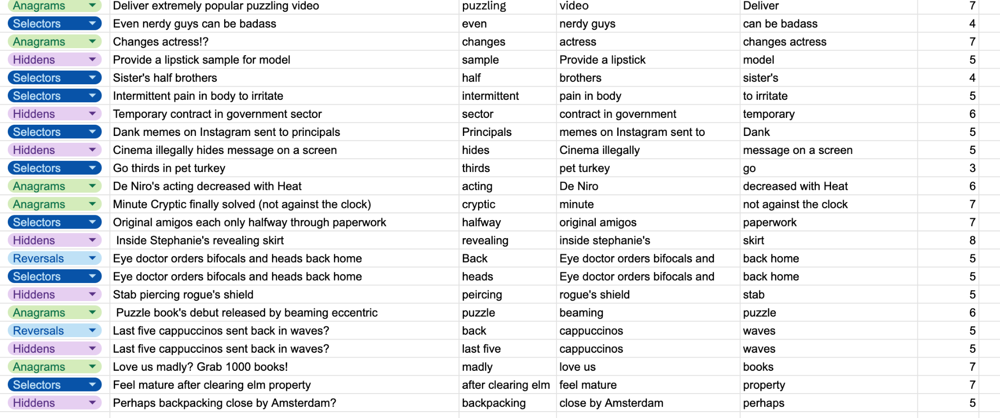 Anagrams Deliver extremely popular puzzling video puzzling video Deliver 7
Selectors Even nerdy guys can be badass even nerdy guys can be badass 4
Anagrams Changes actress!? changes actress changes actress 7
Hiddens Provide a lipstick sample for model sample Provide a lipstick model 5
Selectors Sister's half brothers half brothers sister's 4
Selectors Intermittent pain in body to irritate intermittent pain in body to irritate 5
Hiddens Temporary contract in government sector sector contract in government temporary 6
Selectors Dank memes on Instagram sent to principals Principals memes on Instagram sent to Dank 5
Hiddens Cinema illegally hides message on a screen hides Cinema illegally message on a screen 5
Selectors Go thirds in pet turkey thirds pet turkey go 3
Anagrams De Niro's acting decreased with Heat acting De Niro decreased with Heat 6
Anagrams Minute Cryptic finally solved (not against the clock) cryptic minute not against the clock 7
Selectors Original amigos each only halfway through paperwork halfway original amigos paperwork 7
Hiddens Inside Stephanie's revealing skirt revealing inside stephanie's skirt 8
Reversals Eye doctor orders bifocals and heads back home Back Eye doctor orders bifocals and back home 5
Selectors Eye doctor orders bifocals and heads back home heads Eye doctor orders bifocals and back home 5
Hiddens Stab piercing rogue's shield peircing rogue's shield stab 5
Anagrams Puzzle book's debut released by beaming eccentric puzzle beaming puzzle 6
Reversals Last five cappuccinos sent back in waves? back cappuccinos waves 5
Hiddens Last five cappuccinos sent back in waves? last five cappuccinos waves 5
Anagrams Love us madly? Grab 1000 books! madly love us books 7
Selectors Feel mature after clearing elm property after clearing elm feel mature property 7
Hiddens Perhaps backpacking close by Amsterdam? backpacking close by Amsterdam perhaps 5